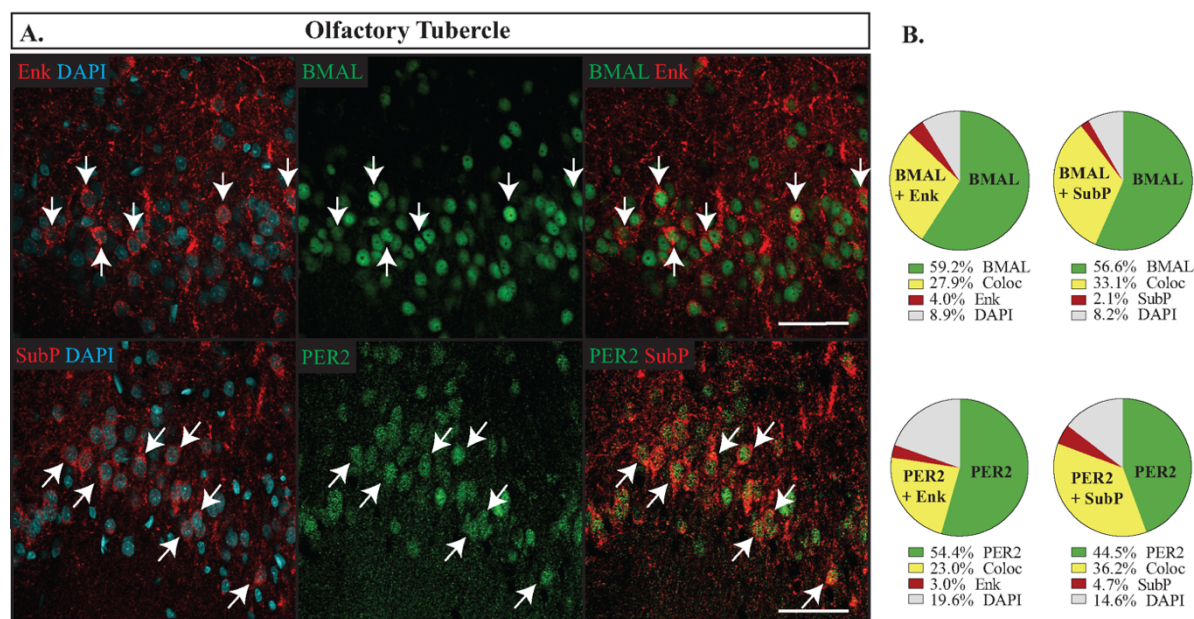 A.
Olfactory Tubercle
B.
Enk DAPI
BMAL
BMAL Enk
SubP DAPI
PER2
PER2 SubP
BMAL
+ Enk
BMAL
59.2% BMAL
27.9% Coloc
4.0% Enk
8.9% DAPI
BMAL
+ SubP
BMAL
56.6% BMAL
33.1% Coloc
2.1% SubP
8.2% DAPI
PER2
+ Enk
PER2
54.4% PER2
23.0% Coloc
3.0% Enk
19.6% DAPI
PER2
+ SubP
PER2
44.5% PER2
36.2% Coloc
4.7% SubP
14.6% DAPI